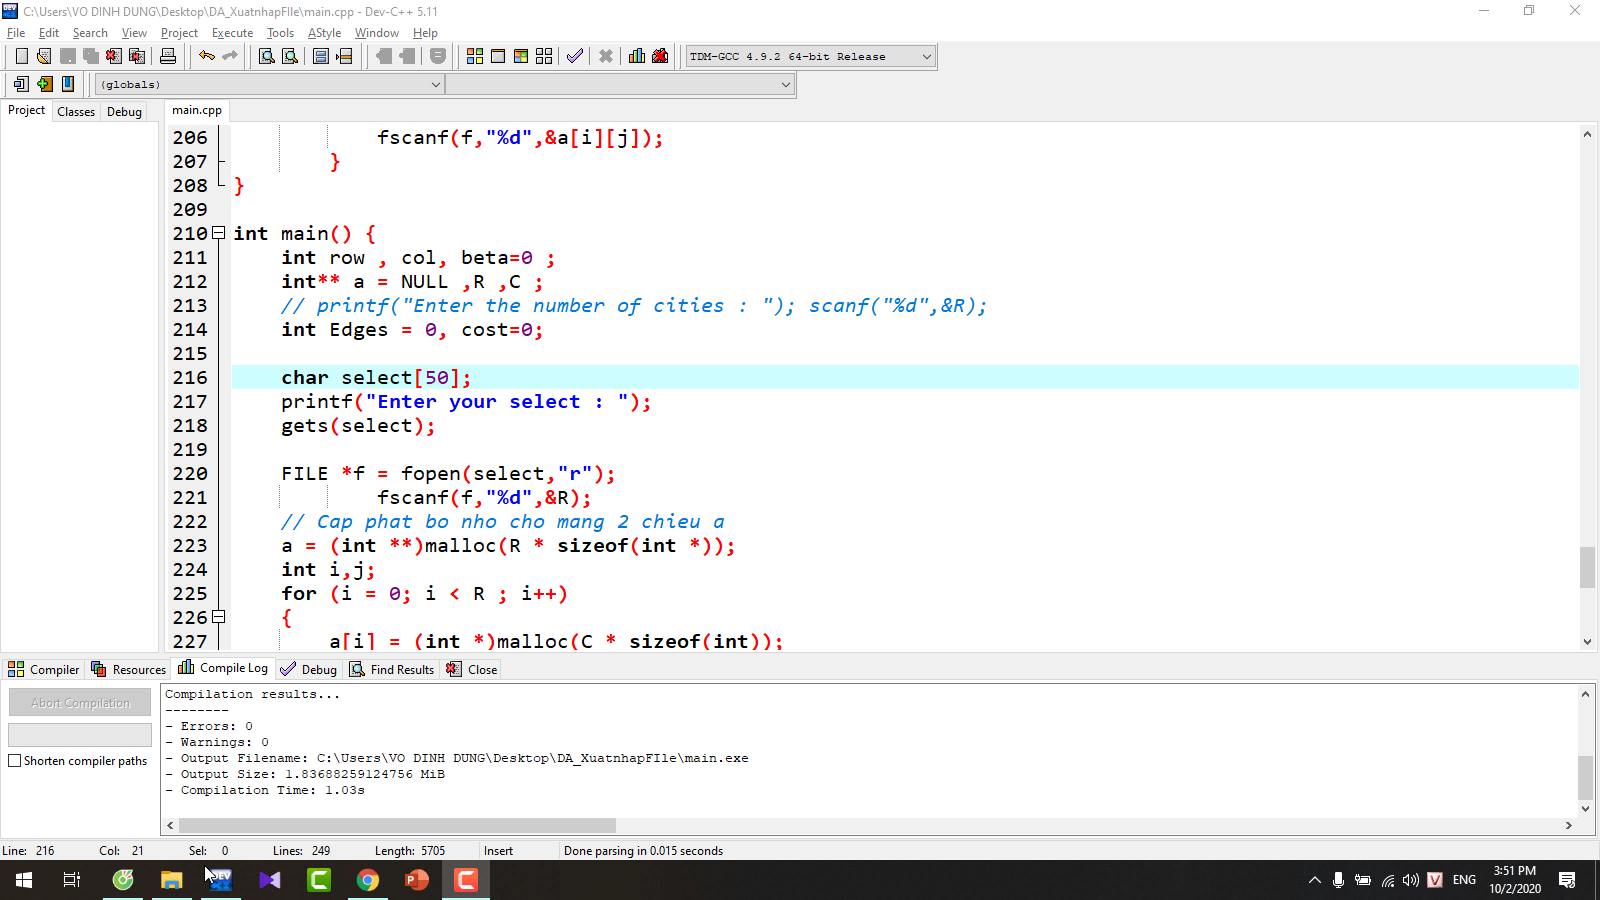 C:\Users\VO DINH DUNG\Desktop\DA_XuatnhapFIle\main.cpp - Dev-C++ 5.11
File Edit Search View Project Execute Tools AStyle Window Help
TDM-GCC 4.9.2 64-bit Release
(globals)
Project Classes Debug main.cpp
206 fscanf(f,"%d",&a[i][j]);
207 }
208 }
209
210 int main() {
211 int row , col, beta=0 ;
212 int** a = NULL ,R ,C ;
213 // printf("Enter the number of cities : "); scanf("%d",&R);
214 int Edges = 0, cost=0;
215
216 char select[50];
217 printf("Enter your select : ");
218 gets(select);
219
220 FILE *f = fopen(select,"r");
221 fscanf(f,"%d",&R);
222 // Cap phat bo nho cho mang 2 chieu a
223 a = (int **)malloc(R * sizeof(int *));
224 int i,j;
225 for (i = 0; i < R ; i++)
226 {
227 a[i] = (int *)malloc(C * sizeof(int));
Compiler Resources Compile Log Debug Find Results Close
Abort Compilation
Shorten compiler paths
Compilation results...
--------
- Errors: 0
- Warnings: 0
- Output Filename: C:\Users\VO DINH DUNG\Desktop\DA_XuatnhapFIle\main.exe
- Output Size: 1.83688259124756 MiB
- Compilation Time: 1.03s
Line: 216 Col: 21 Sel: 0 Lines: 249 Length: 5705 Insert Done parsing in 0.015 seconds
ENG
3:51 PM
10/2/2020